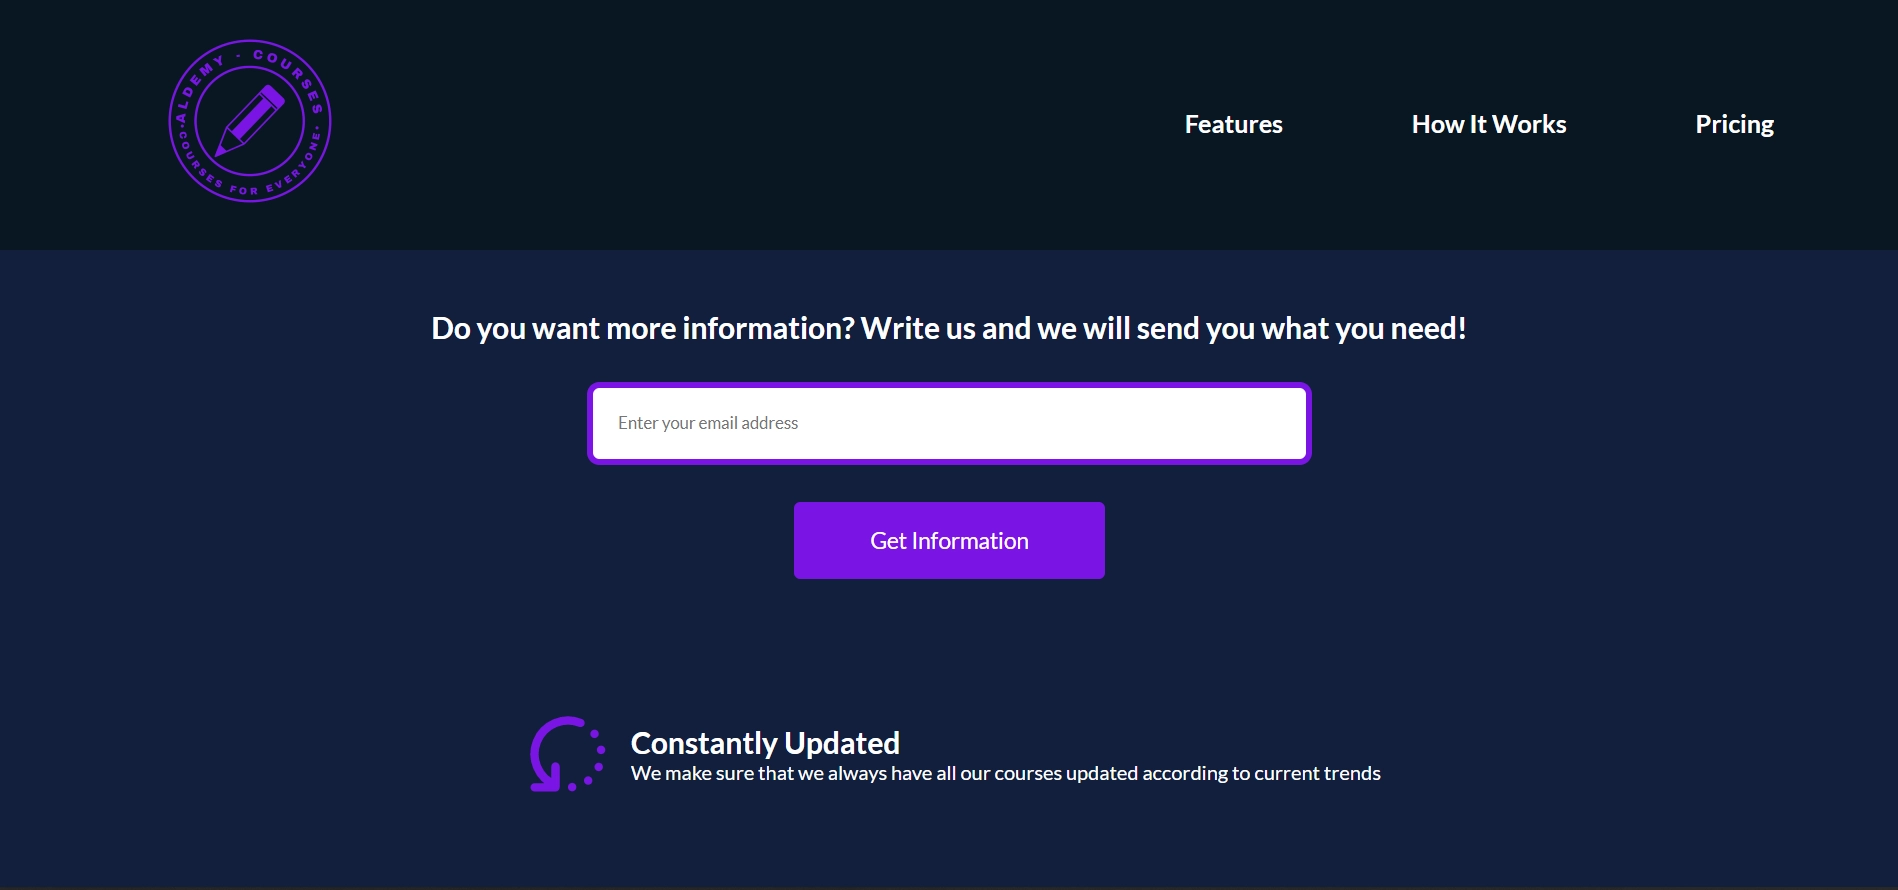 ALDEMY - COURSES
• COURSES FOR EVERYONE •
Features
How It Works
Pricing
Do you want more information? Write us and we will send you what you need!
Enter your email address
Get Information
Constantly Updated
We make sure that we always have all our courses updated according to current trends